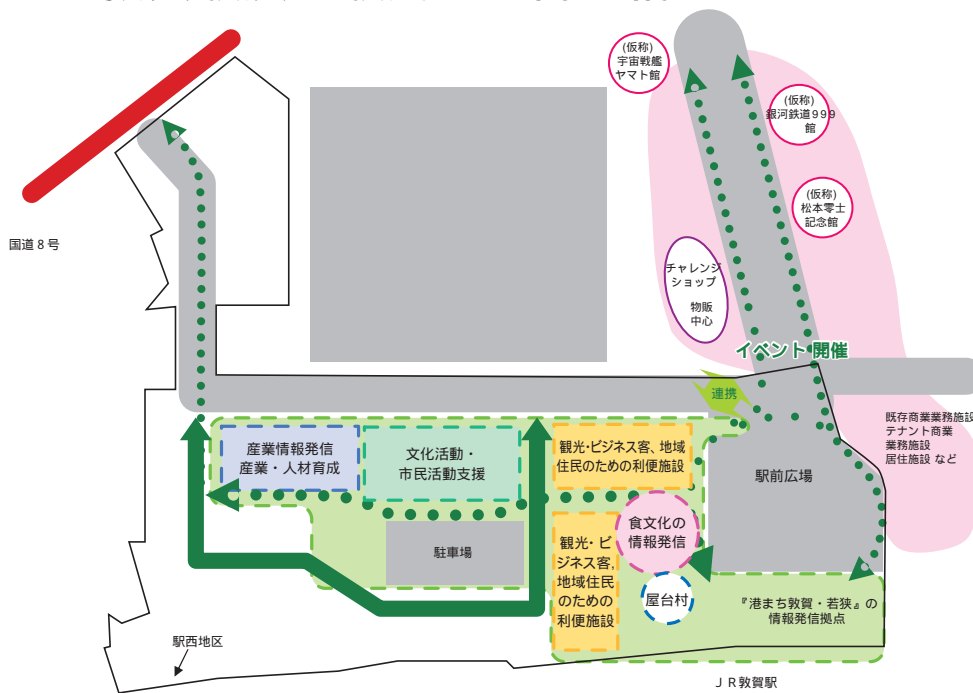 (仮称)
宇宙戦艦
ヤマト館
(仮称)
銀河鉄道999
館
(仮称)
松本零士
記念館
国道8号
チャレンジ
ショップ
物販
中心
イベント開催
連携
既存商業業務施設
テナント商業
業務施設
居住施設 など
産業情報発信
産業・人材育成
文化活動・
市民活動支援
観光・ビジネス客、地域
住民のための利便施設
駅前広場
食文化の
情報発信
駐車場
観光・ビ
ジネス客,
地域住民
のための
利便施設
屋台村
『港まち敦賀・若狭』の
情報発信拠点
駅西地区
JR敦賀駅